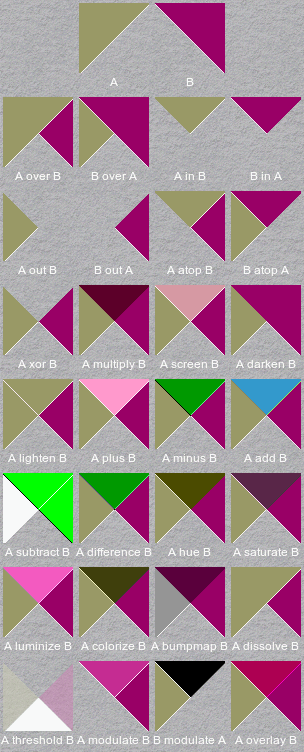 A B
A over B B over A A in B B in A
A out B B out A A atop B B atop A
A xor B A multiply B A screen B A darken B
A lighten B A plus B A minus B A add B
A subtract B A difference B A hue B A saturate B
A luminize B A colorize B A bumpmap B A dissolve B
A threshold B A modulate B B modulate A A overlay B